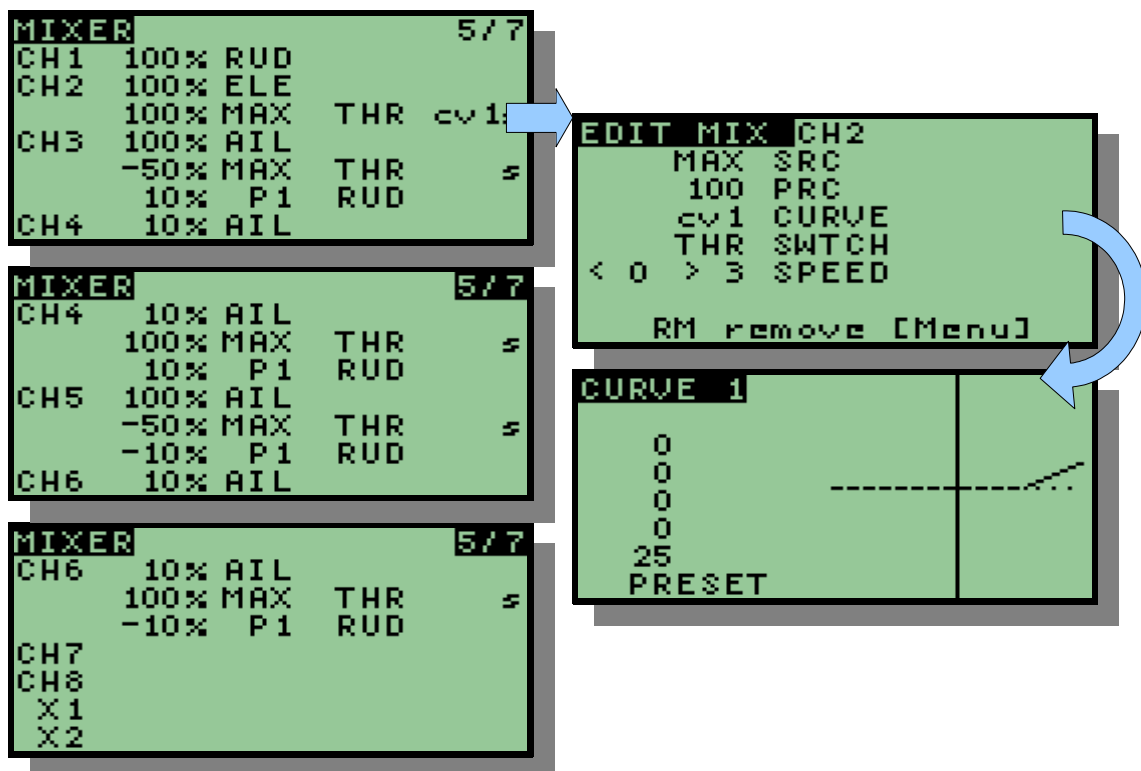 MIXER 5/7
CH1 100% RUD
CH2 100% ELE
100% MAX THR cv1s
CH3 100% AIL
-50% MAX THR s
10% P1 RUD
CH4 10% AIL
MIXER 5/7
CH4 10% AIL
100% MAX THR s
10% P1 RUD
CH5 100% AIL
-50% MAX THR s
-10% P1 RUD
CH6 10% AIL
MIXER 5/7
CH6 10% AIL
100% MAX THR s
-10% P1 RUD
CH7
CH8
X1
X2
EDIT MIX CH2
MAX SRC
100 PRC
cv1 CURVE
THR SWTCH
< 0 > 3 SPEED
RM remove [Menu]
CURVE 1
0
0
0
0
25
PRESET